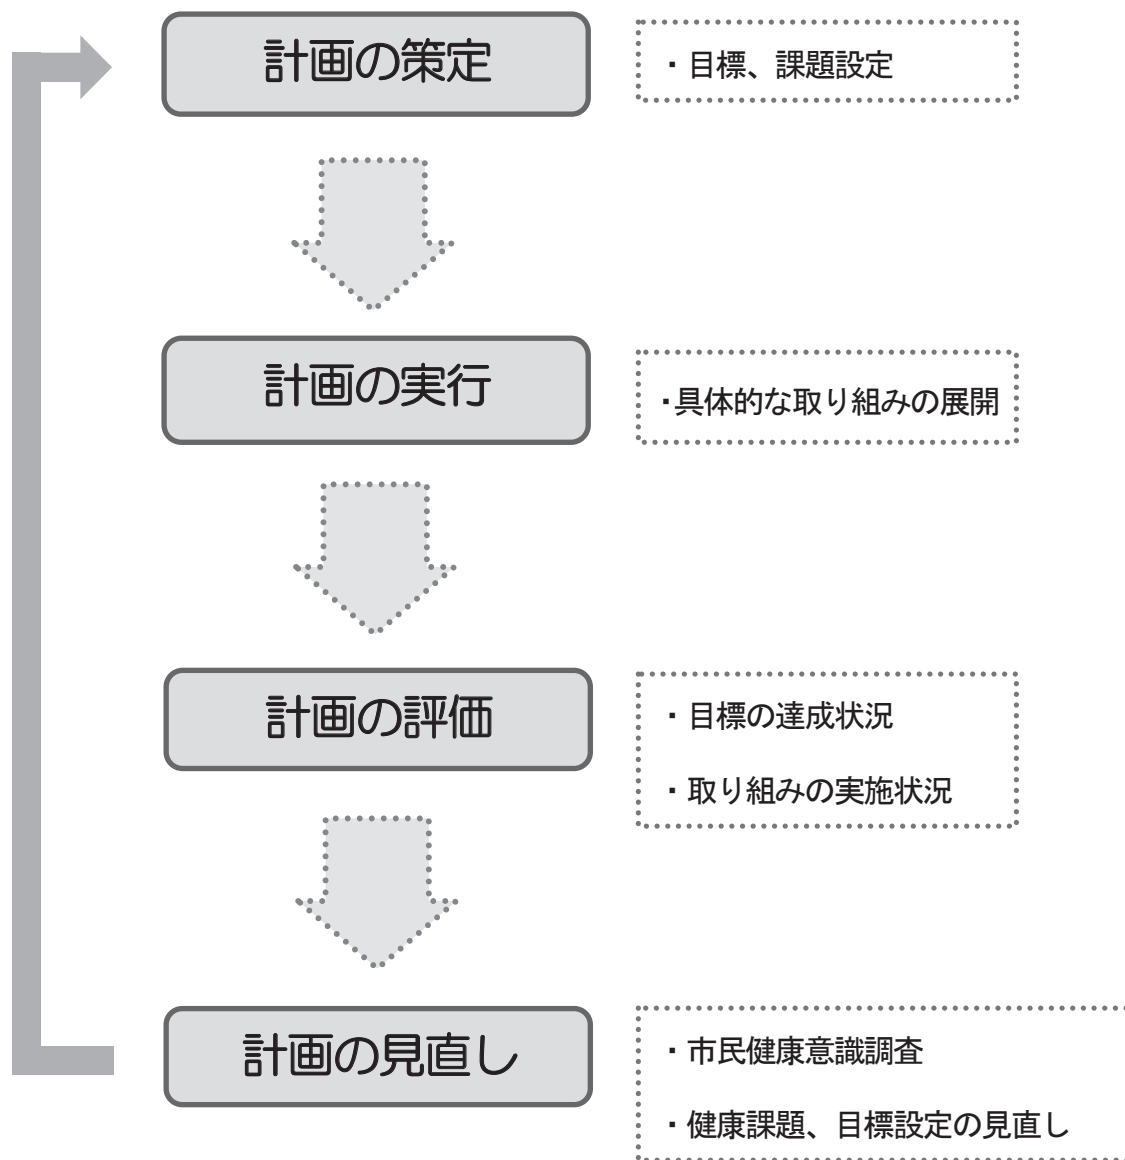 計画の策定
・目標、課題設定
計画の実行
・具体的な取り組みの展開
計画の評価
・目標の達成状況
・取り組みの実施状況
計画の見直し
・市民健康意識調査
・健康課題、目標設定の見直し